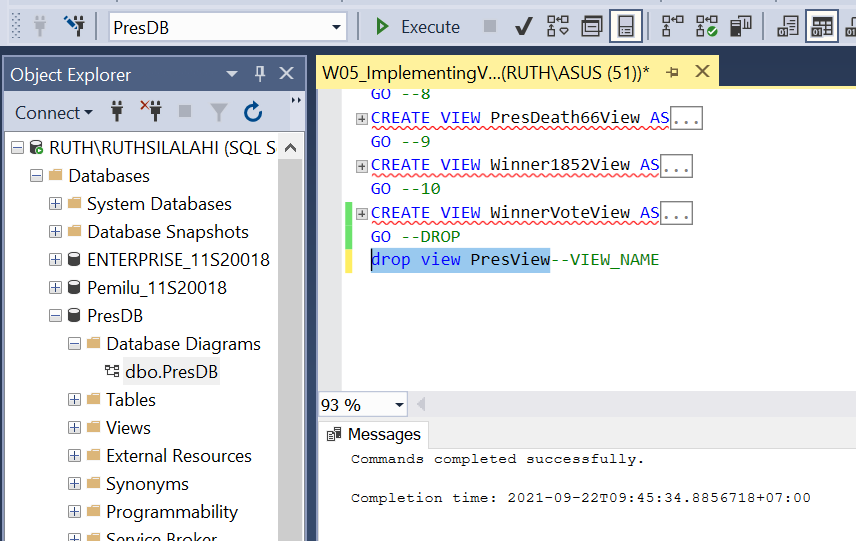 PresDB
Execute
Object Explorer
Connect
RUTH\RUTHSILALAHI (SQL S
Databases
System Databases
Database Snapshots
ENTERPRISE_11S20018
Pemilu_11S20018
PresDB
Database Diagrams
dbo.PresDB
Tables
Views
External Resources
Synonyms
Programmability
Service Broker
W05_ImplementingV...(RUTH\ASUS (51))*
GO --8
CREATE VIEW PresDeath66View AS...
GO --9
CREATE VIEW Winner1852View AS...
GO --10
CREATE VIEW WinnerVoteView AS...
GO --DROP
drop view PresView--VIEW_NAME
93 %
Messages
Commands completed successfully.
Completion time: 2021-09-22T09:45:34.8856718+07:00